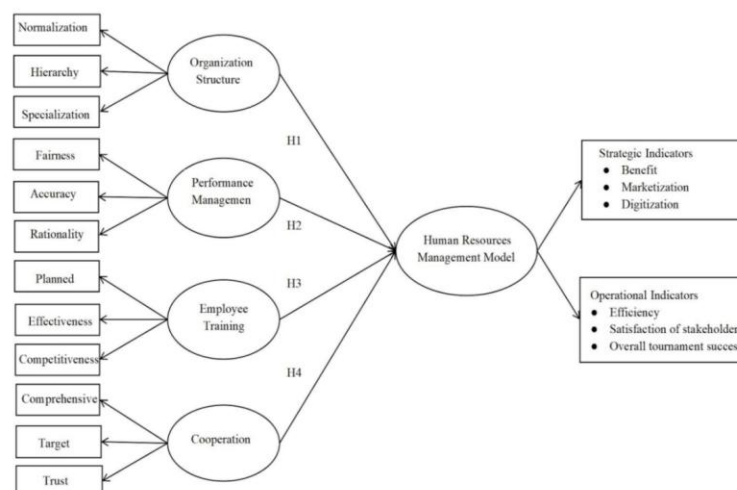 Normalization
Hierarchy
Specialization
Fairness
Accuracy
Rationality
Planned
Effectiveness
Competitiveness
Comprehensive
Target
Trust
Organization
Structure
Performance
Managemen
Employee
Training
Cooperation
H1
H2
H3
H4
Human Resources
Management Model
Strategic Indicators
● Benefit
● Marketization
● Digitization
Operational Indicators
● Efficiency
● Satisfaction of stakeholder
● Overall tournament succes